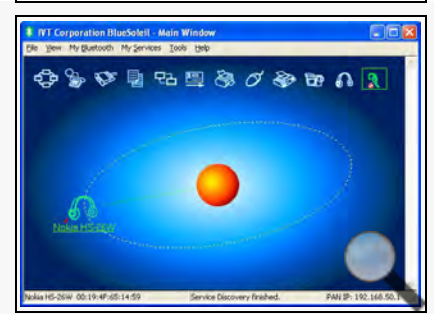 IVT Corporation BlueSoleil - Main Window
File View My Bluetooth My Services Tools Help
Nokia HS-26W
Nokia HS-26W 00:19:4F:65:14:59 Service Discovery finished. PAN IP: 192.168.50.1